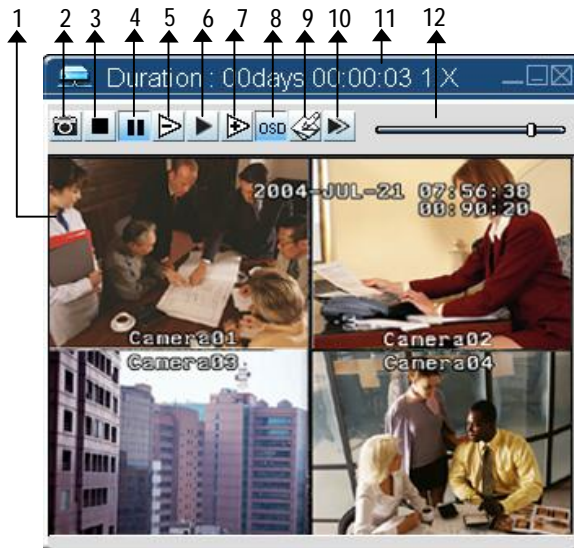 1 2 3 4 5 6 7 8 9 10 11 12
Duration : 00days 00:00:03 1 X
OSD
2004-JUL-21 07:56:38
00:90:20
Camera01
Camera02
Camera03
Camera04